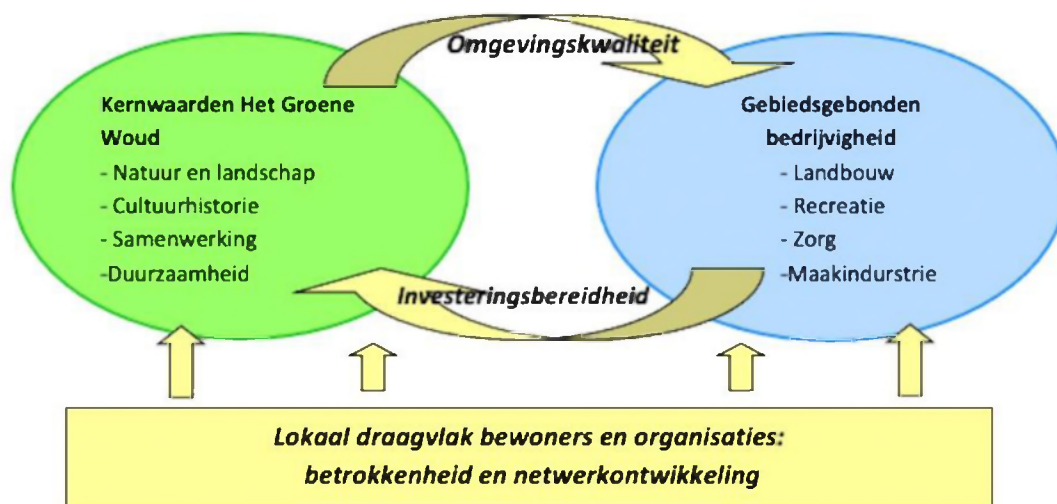 Omgevingskwaliteit
Kernwaarden Het Groene
Woud
- Natuur en landschap
- Cultuurhistorie
- Samenwerking
-Duurzaamheid
Gebiedsgebonden
bedrijvigheid
- Landbouw
- Recreatie
- Zorg
-Maakindurstrie
Investeringsbereidheid
Lokaal draagvlak bewoners en organisaties:
betrokkenheid en netwerkontwikkeling